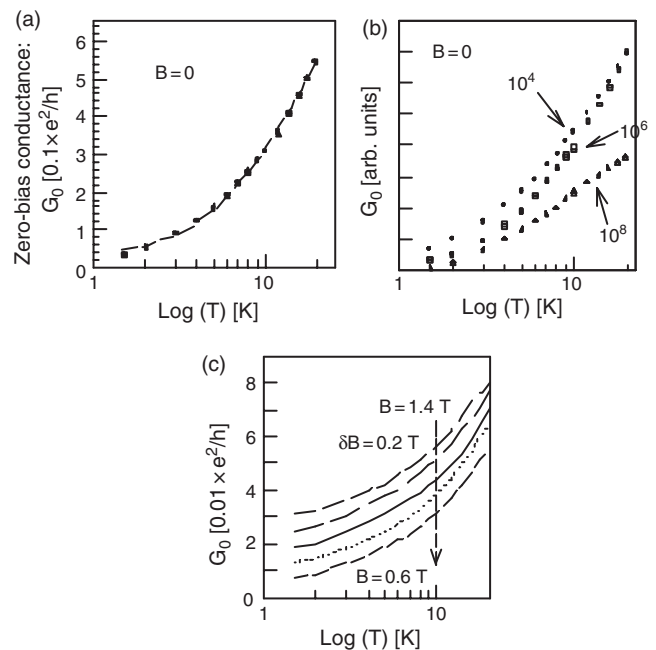 (a)
Zero-bias conductance:
G₀ [0.1×e²/h]
6
5
4
3
2
1
0
B=0
1
10
Log (T) [K]
(b)
G₀ [arb. units]
B=0
10⁴
10⁶
10⁸
1
10
Log (T) [K]
(c)
G₀ [0.01×e²/h]
8
6
4
2
0
B=1.4 T
δB=0.2 T
B=0.6 T
1
10
Log (T) [K]